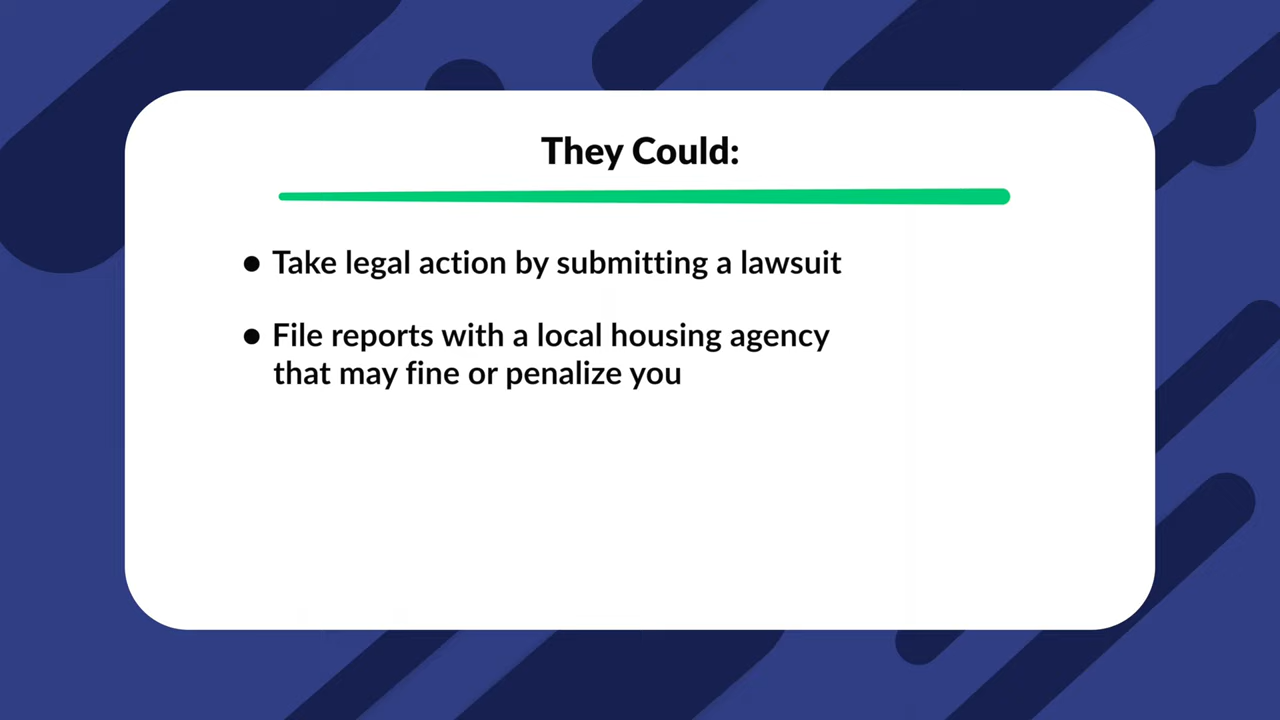 They Could:
● Take legal action by submitting a lawsuit
● File reports with a local housing agency
that may fine or penalize you